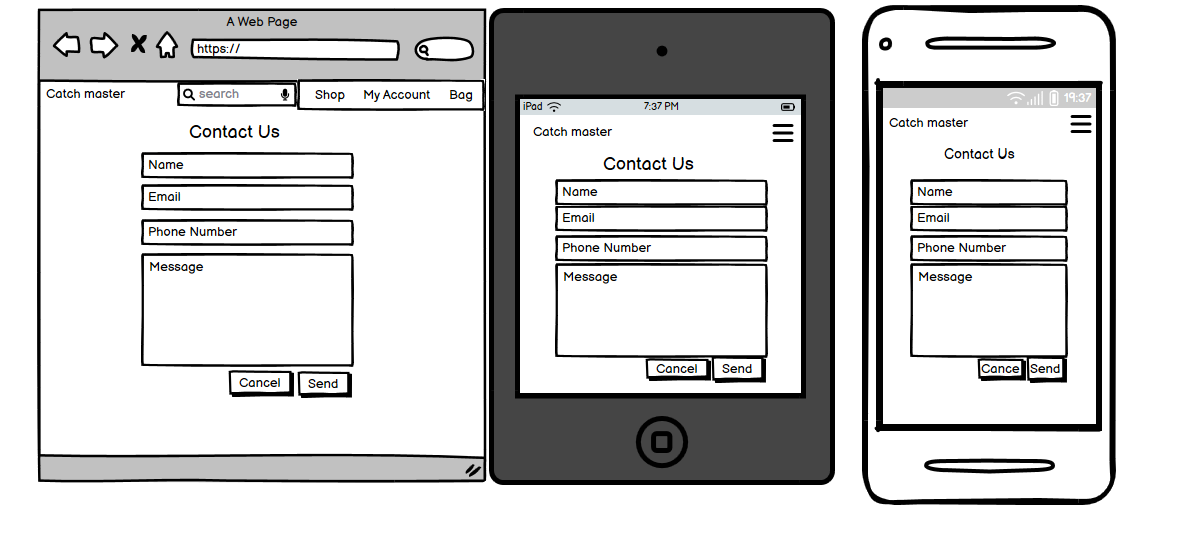 A Web Page
https://
Catch master
search
Shop My Account Bag
Contact Us
Name
Email
Phone Number
Message
Cancel Send
iPad 7:37 PM
Catch master
Contact Us
Name
Email
Phone Number
Message
Cancel Send
19:37
Catch master
Contact Us
Name
Email
Phone Number
Message
Cance Send